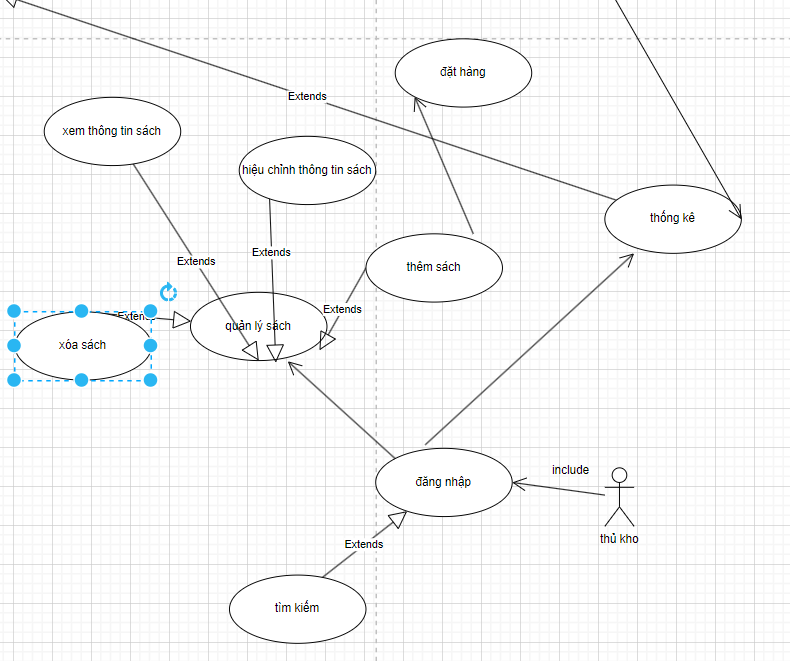 đặt hàng
Extends
xem thông tin sách
hiệu chỉnh thông tin sách
thống kê
Extends
Extends
thêm sách
Extends
Extends
quản lý sách
xóa sách
include
đăng nhập
thủ kho
Extends
tìm kiếm